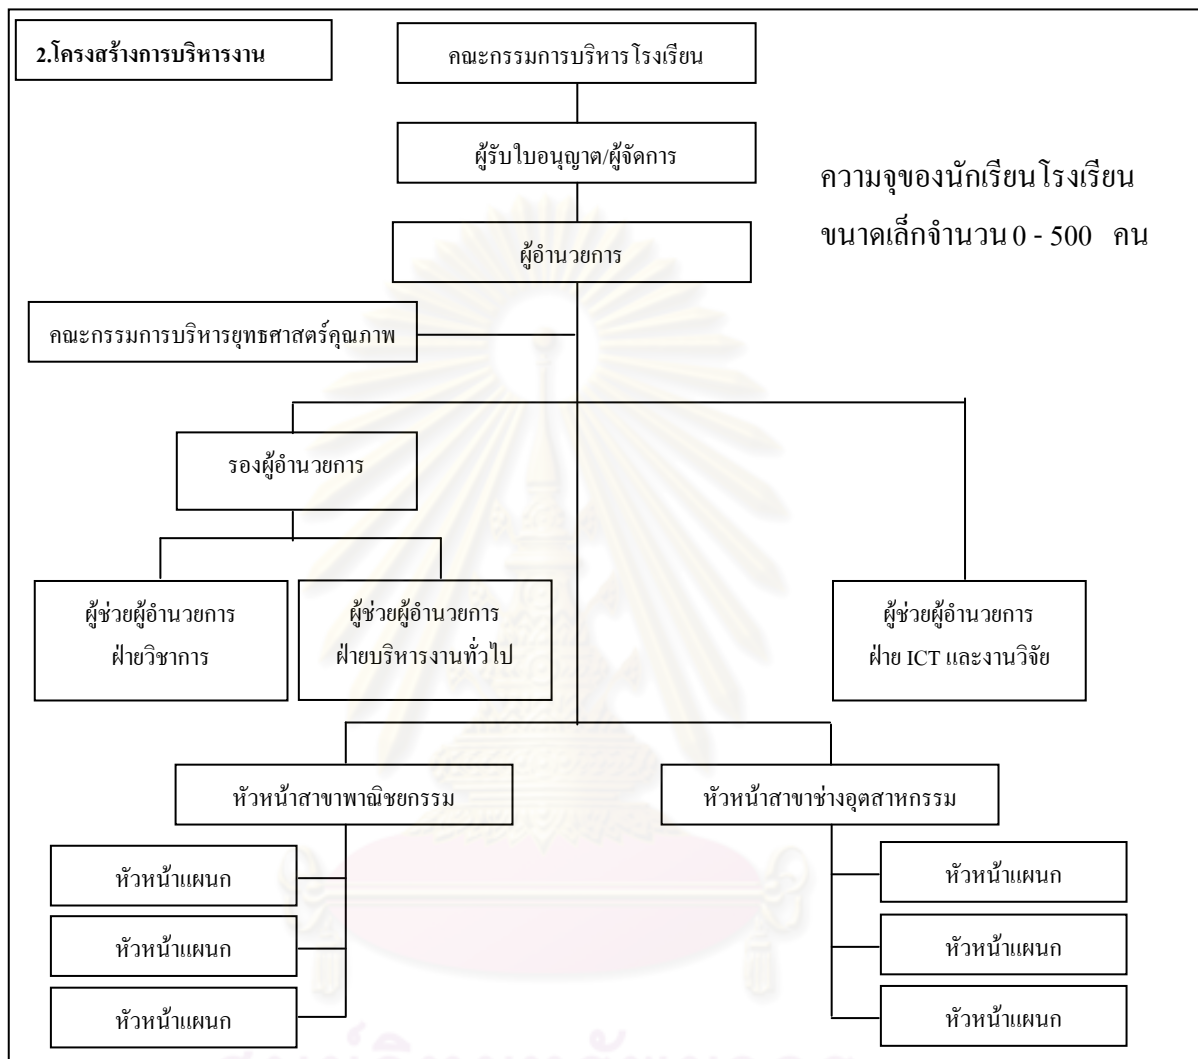 2.โครงสร้างการบริหารงาน
คณะกรรมการบริหารโรงเรียน
ผู้รับใบอนุญาต/ผู้จัดการ
ความจุของนักเรียนโรงเรียน
ขนาดเล็กจำนวน 0 - 500 คน
ผู้อำนวยการ
คณะกรรมการบริหารยุทธศาสตร์คุณภาพ
รองผู้อำนวยการ
ผู้ช่วยผู้อำนวยการ
ฝ่ายวิชาการ
ผู้ช่วยผู้อำนวยการ
ฝ่ายบริหารงานทั่วไป
ผู้ช่วยผู้อำนวยการ
ฝ่าย ICT และงานวิจัย
หัวหน้าสาขาพาณิชยกรรม
หัวหน้าสาขาช่างอุตสาหกรรม
หัวหน้าแผนก
หัวหน้าแผนก
หัวหน้าแผนก
หัวหน้าแผนก
หัวหน้าแผนก
หัวหน้าแผนก